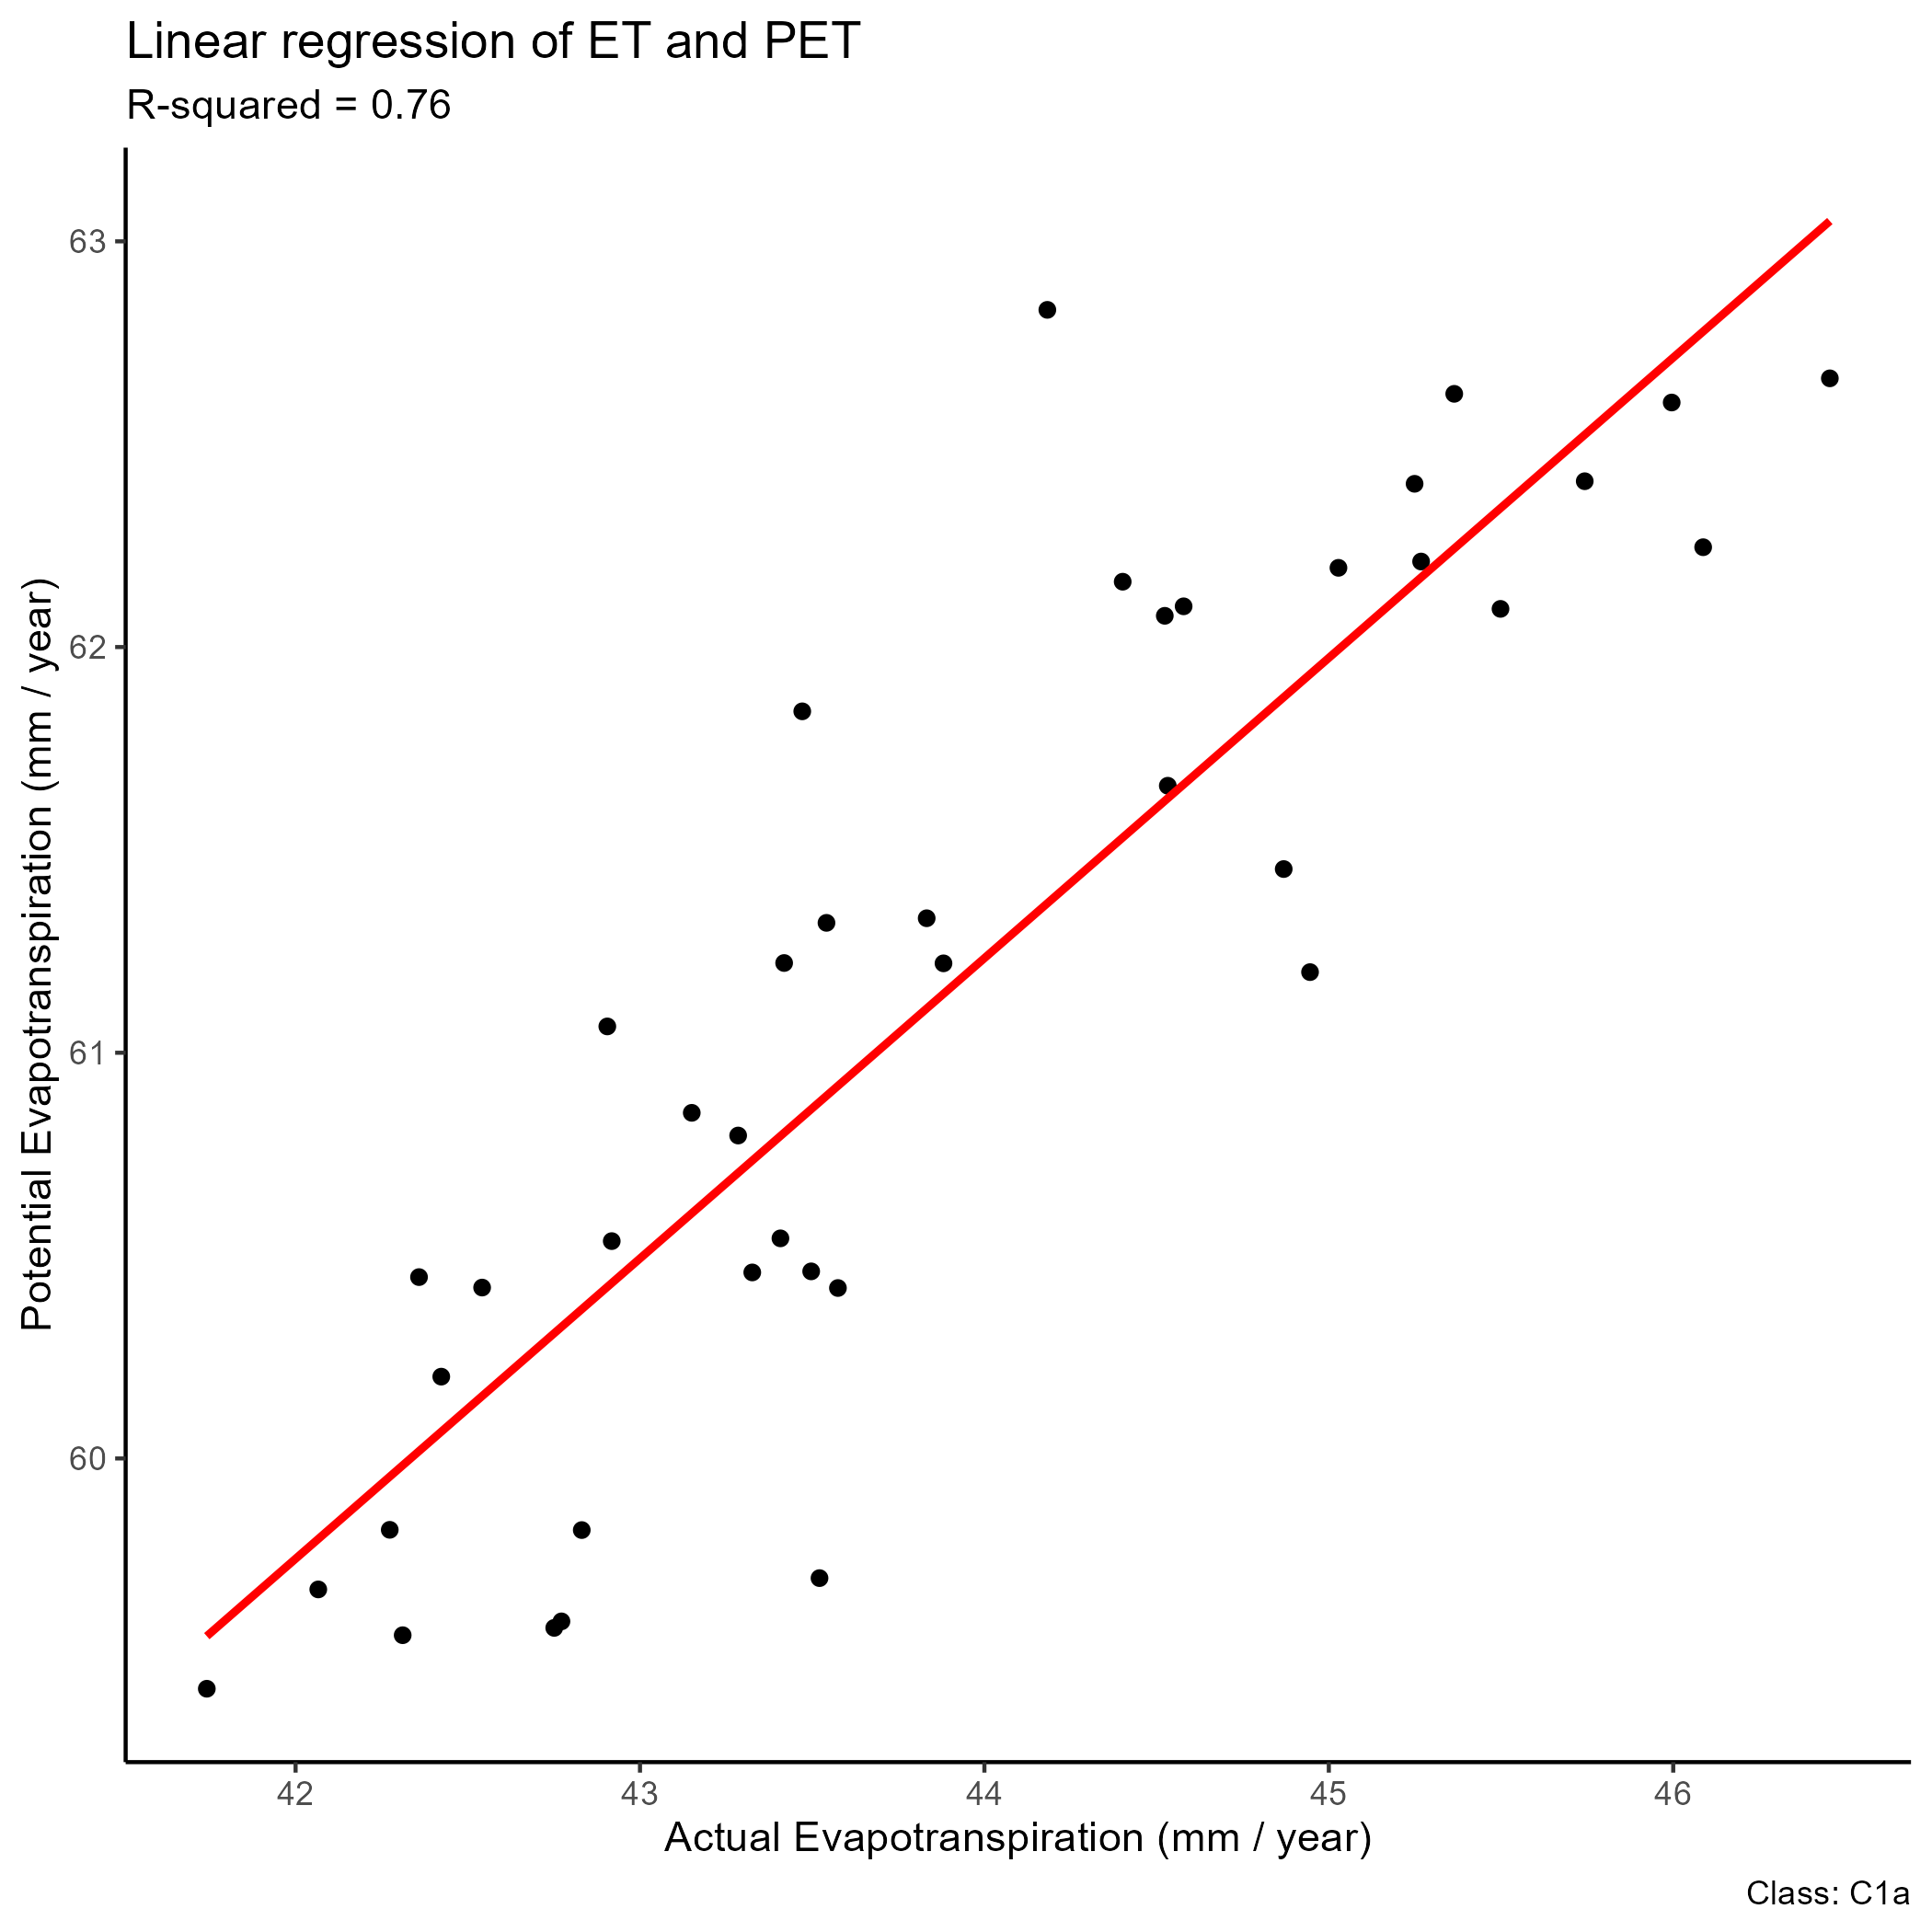 Linear regression of ET and PET
R-squared = 0.76
63
62
61
60
Potential Evapotranspiration (mm / year)
42 43 44 45 46
Actual Evapotranspiration (mm / year)
Class: C1a